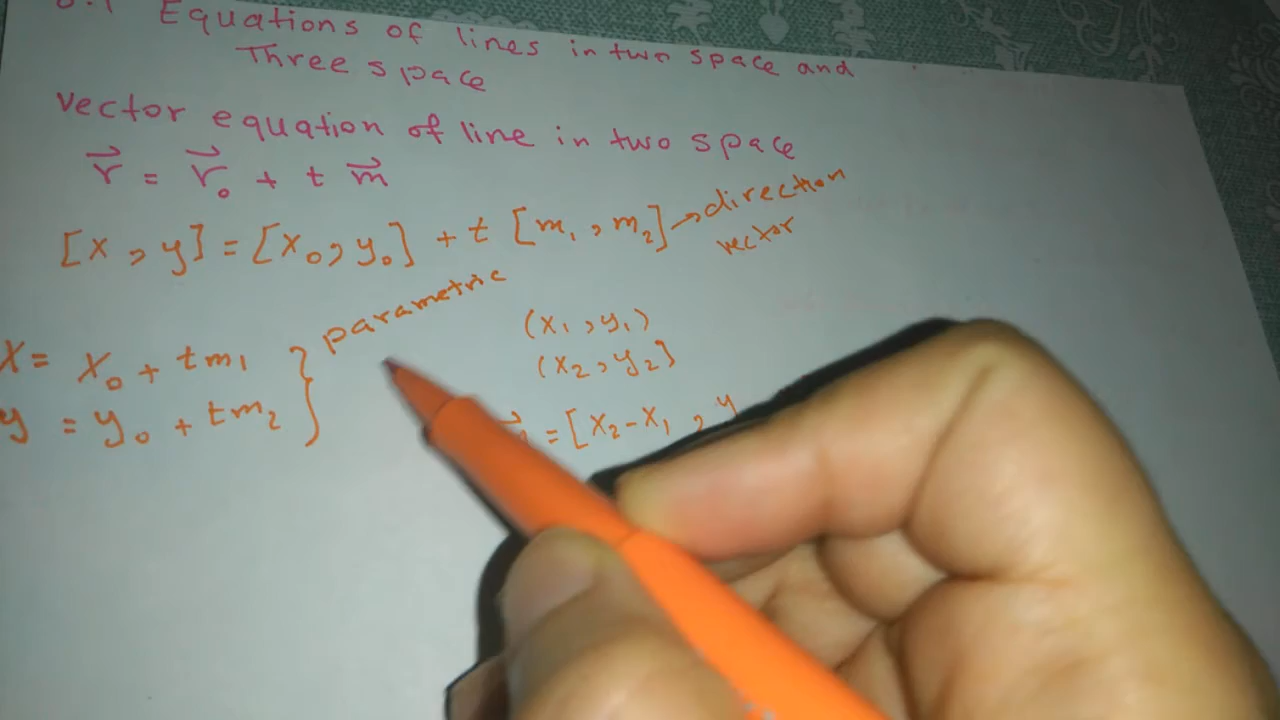 Equations of lines in two space and
Three space
vector equation of line in two space
r⃗ = r⃗₀ + t m⃗
[x, y] = [x₀, y₀] + t [m₁, m₂] → direction
vector
parametric
x = x₀ + tm₁ }
y = y₀ + tm₂
(x₁, y₁)
(x₂, y₂]
= [x₂-x₁, y